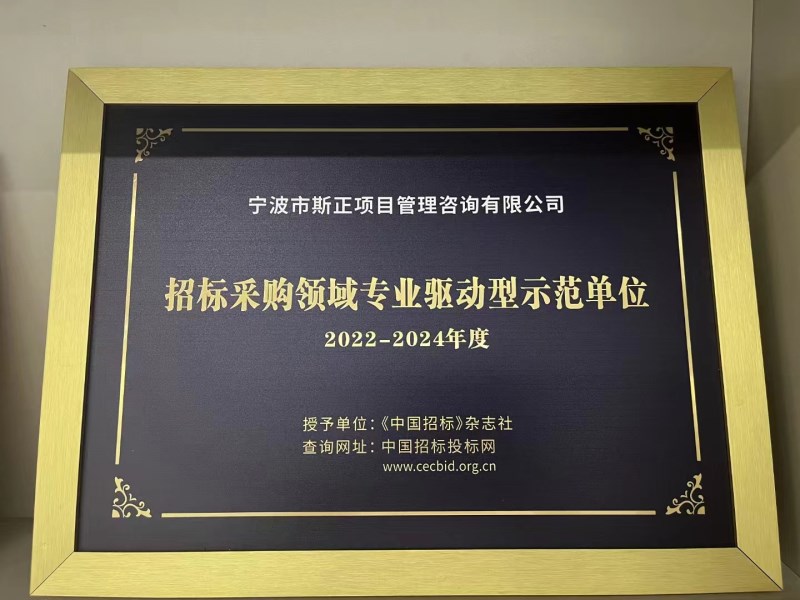 宁波市斯正项目管理咨询有限公司
招标采购领域专业驱动型示范单位
2022-2024年度
授予单位：《中国招标》杂志社
查询网址：中国招标投标网
www.cecbid.org.cn